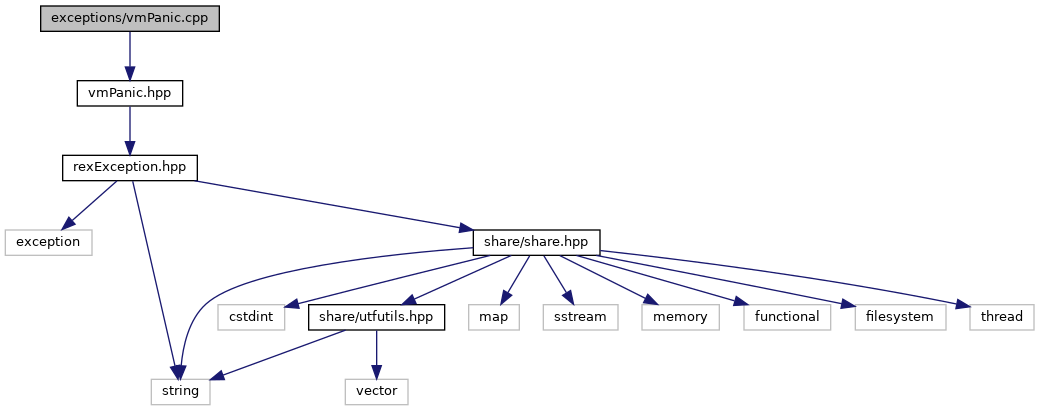 exceptions/vmPanic.cpp
vmPanic.hpp
rexException.hpp
exception
share/share.hpp
cstdint
share/utfutils.hpp
map
sstream
memory
functional
filesystem
thread
string
vector